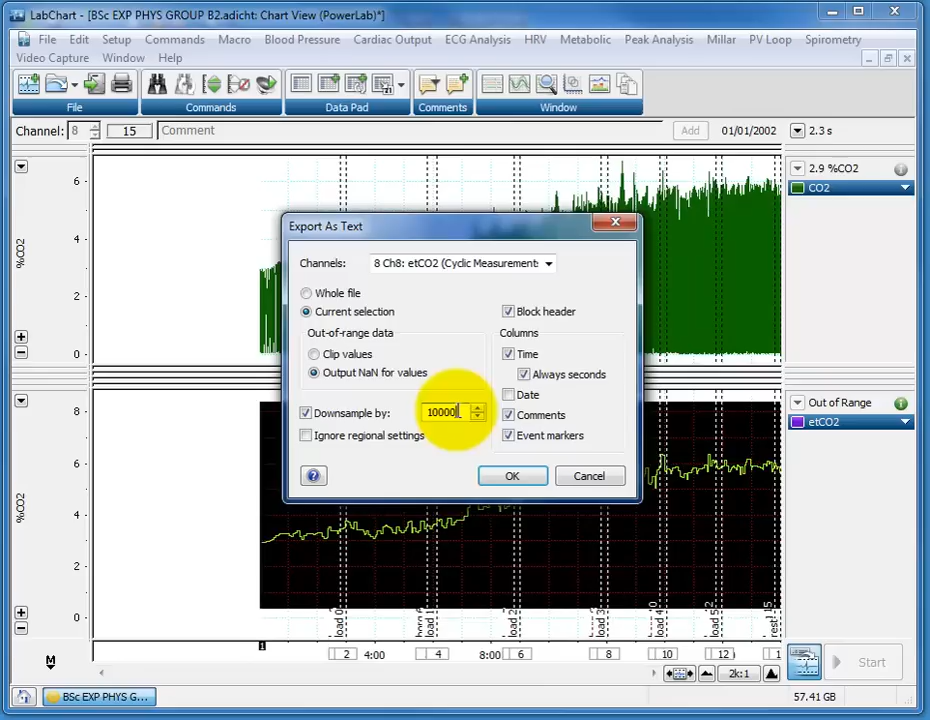 LabChart - [BSc EXP PHYS GROUP B2.adicht: Chart View (PowerLab)*]
File Edit Setup Commands Macro Blood Pressure Cardiac Output ECG Analysis HRV Metabolic Peak Analysis Millar PV Loop Spirometry
Video Capture Window Help
File Commands Data Pad Comments Window
Channel: 8 15 Comment Add 01/01/2002 2.3 s
2.9 %CO2
CO2
6
4
2
0
%CO2
Export As Text
Channels: 8 Ch8: etCO2 (Cyclic Measurement:
Whole file
Current selection
Block header
Out-of-range data
Columns
Clip values
Time
Output NaN for values
Always seconds
Date
Downsample by: 10000
Comments
Ignore regional settings
Event markers
? OK Cancel
Out of Range
etCO2
8
6
4
2
0
%CO2
load 2
load 3
load 4
load 5
1 2 4:00 4 8:00 6 8 10 12 1
M
2k:1
Start
BSc EXP PHYS G...
57.41 GB